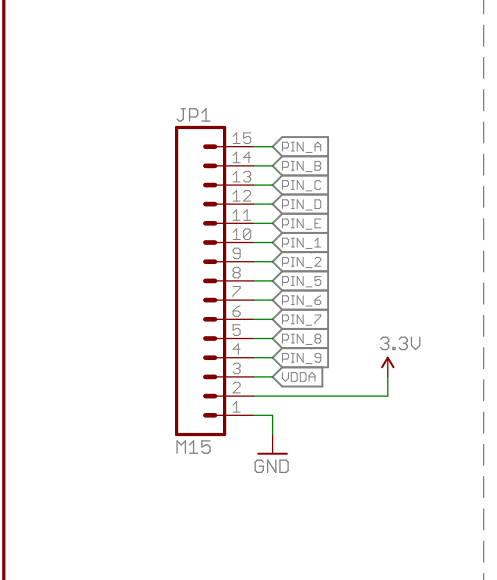 JP1
15 PIN_A
14 PIN_B
13 PIN_C
12 PIN_D
11 PIN_E
10 PIN_1
9 PIN_2
8 PIN_5
7 PIN_6
6 PIN_7
5 PIN_8
4 PIN_9
3.3V
3 VDDA
2
1
M15
GND